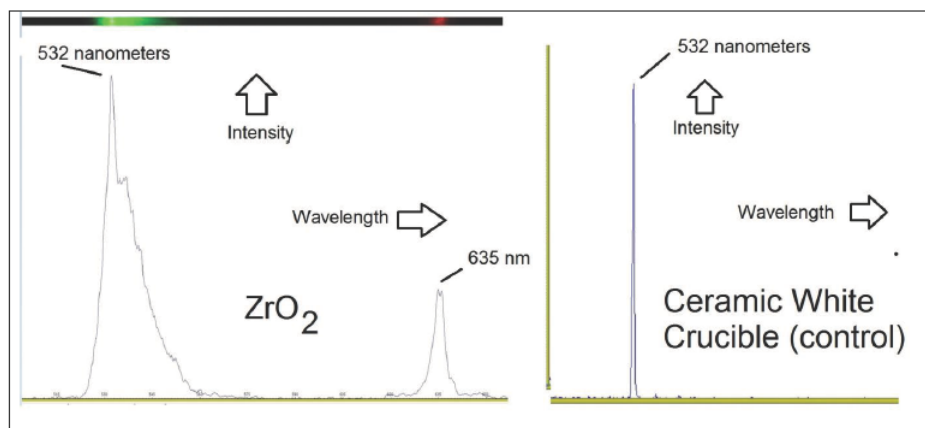 532 nanometers
Intensity
Wavelength
635 nm
ZrO2
532 nanometers
Intensity
Wavelength
Ceramic White
Crucible (control)